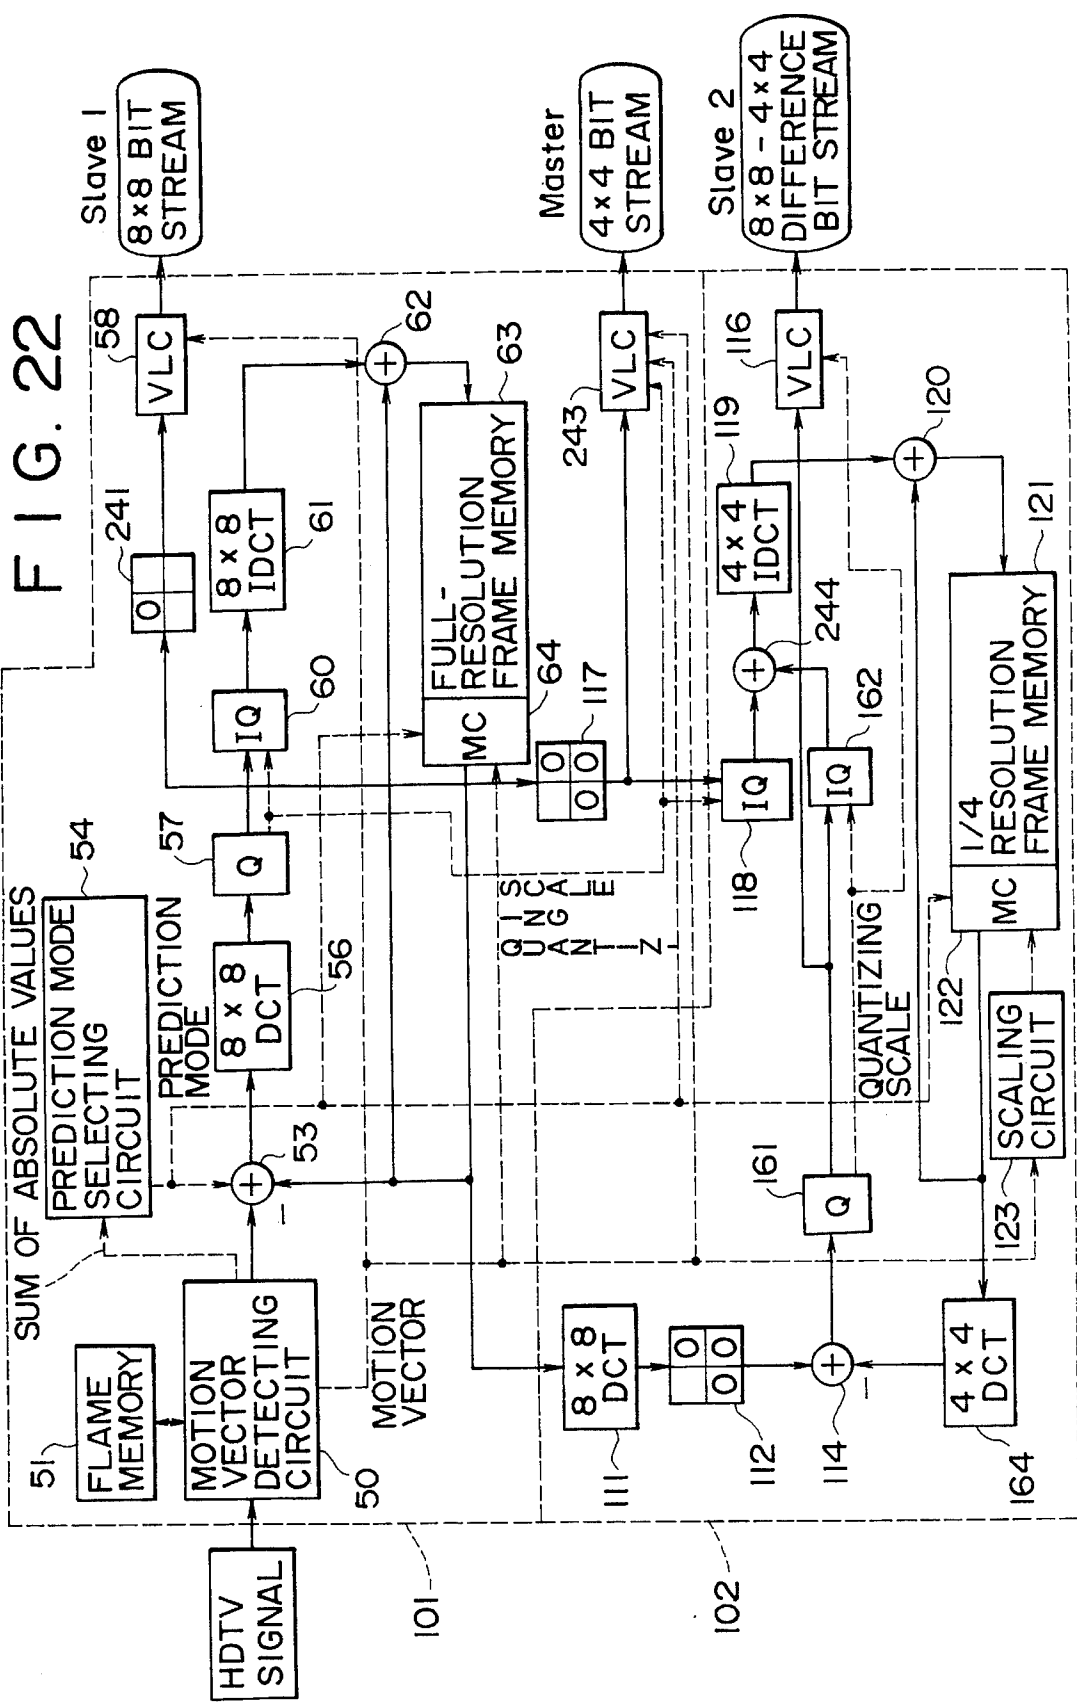 F I G. 22
HDTV
SIGNAL
51
FLAME
MEMORY
MOTION
VECTOR
DETECTING
CIRCUIT
50
SUM OF ABSOLUTE VALUES
PREDICTION MODE
SELECTING
CIRCUIT
54
PREDICTION
MODE
MOTION
VECTOR
+
−
53
8 × 8
DCT
56
Q
57
IQ
60
8 × 8
IDCT
61
0
241
VLC
58
Slave 1
8×8 BIT
STREAM
+
62
FULL-
RESOLUTION
FRAME MEMORY
63
MC
64
0
0 0
117
QUANTIZ-
ING
SCALE
VLC
243
Master
4×4 BIT
STREAM
101
102
8 × 8
DCT
111
0
0 0
112
+
−
114
Q
161
QUANTIZING
SCALE
IQ
118
IQ
162
+
244
4 × 4
IDCT
119
VLC
116
Slave 2
8×8 - 4×4
DIFFERENCE
BIT STREAM
+
120
1/4
RESOLUTION
FRAME MEMORY
121
MC
122
SCALING
CIRCUIT
123
4 × 4
DCT
164